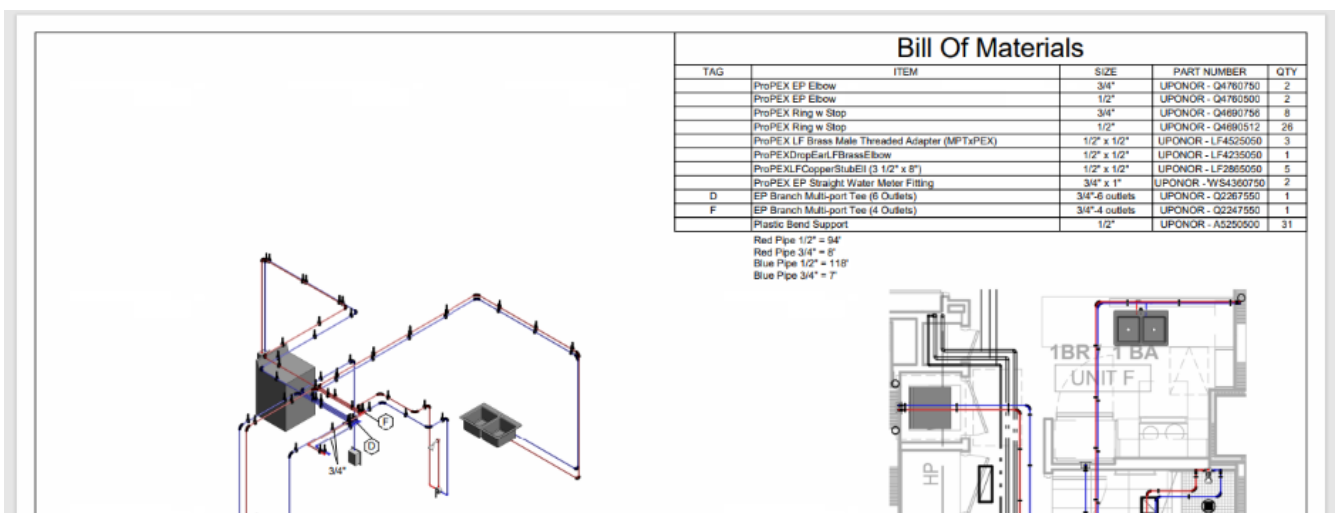 Bill Of Materials
TAG ITEM SIZE PART NUMBER QTY
ProPEX EP Elbow 3/4" UPONOR - Q4760750 2
ProPEX EP Elbow 1/2" UPONOR - Q4760500 2
ProPEX Ring w Stop 3/4" UPONOR - Q4690756 8
ProPEX Ring w Stop 1/2" UPONOR - Q4690512 26
ProPEX LF Brass Male Threaded Adapter (MPTxPEX) 1/2" x 1/2" UPONOR - LF4525050 3
ProPEXDropEarLFBrassElbow 1/2" x 1/2" UPONOR - LF4235050 1
ProPEXLFCopperStubEll (3 1/2" x 8") 1/2" x 1/2" UPONOR - LF2865050 5
ProPEX EP Straight Water Meter Fitting 3/4" x 1" UPONOR - WS4360750 2
D EP Branch Multi-port Tee (6 Outlets) 3/4"-6 outlets UPONOR - Q2267550 1
F EP Branch Multi-port Tee (4 Outlets) 3/4"-4 outlets UPONOR - Q2247550 1
Plastic Bend Support 1/2" UPONOR - A5250500 31
Red Pipe 1/2" = 94'
Red Pipe 3/4" = 8'
Blue Pipe 1/2" = 118'
Blue Pipe 3/4" = 7'
F
D
3/4"
1BR 1 BA
UNIT F
HP